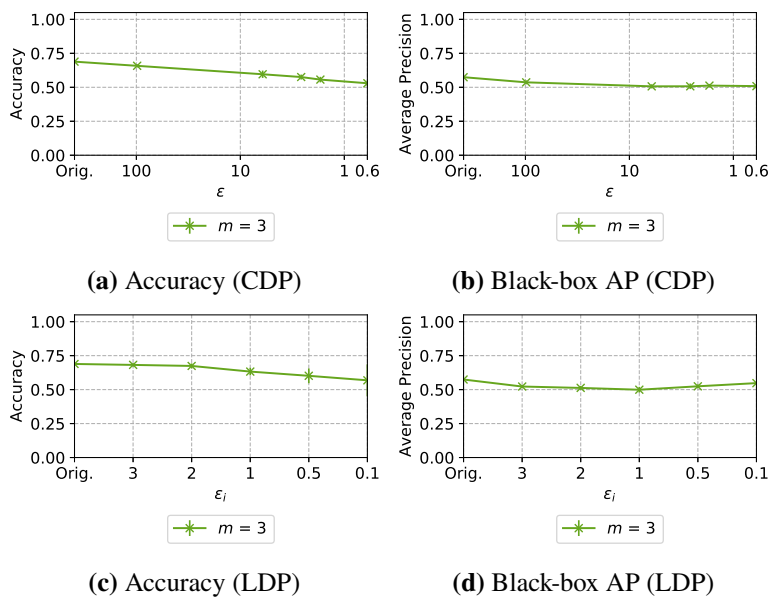 1.00
0.75
0.50
0.25
0.00
Accuracy
Orig. 100 10 1 0.6
ε
m = 3
(a) Accuracy (CDP)
1.00
0.75
0.50
0.25
0.00
Average Precision
Orig. 100 10 1 0.6
ε
m = 3
(b) Black-box AP (CDP)
1.00
0.75
0.50
0.25
0.00
Accuracy
Orig. 3 2 1 0.5 0.1
εᵢ
m = 3
(c) Accuracy (LDP)
1.00
0.75
0.50
0.25
0.00
Average Precision
Orig. 3 2 1 0.5 0.1
εᵢ
m = 3
(d) Black-box AP (LDP)